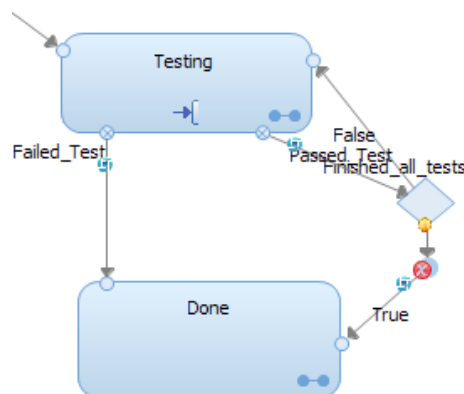 Testing
False
Failed_Test
Passed_Test
Finished_all_tests
Done
True